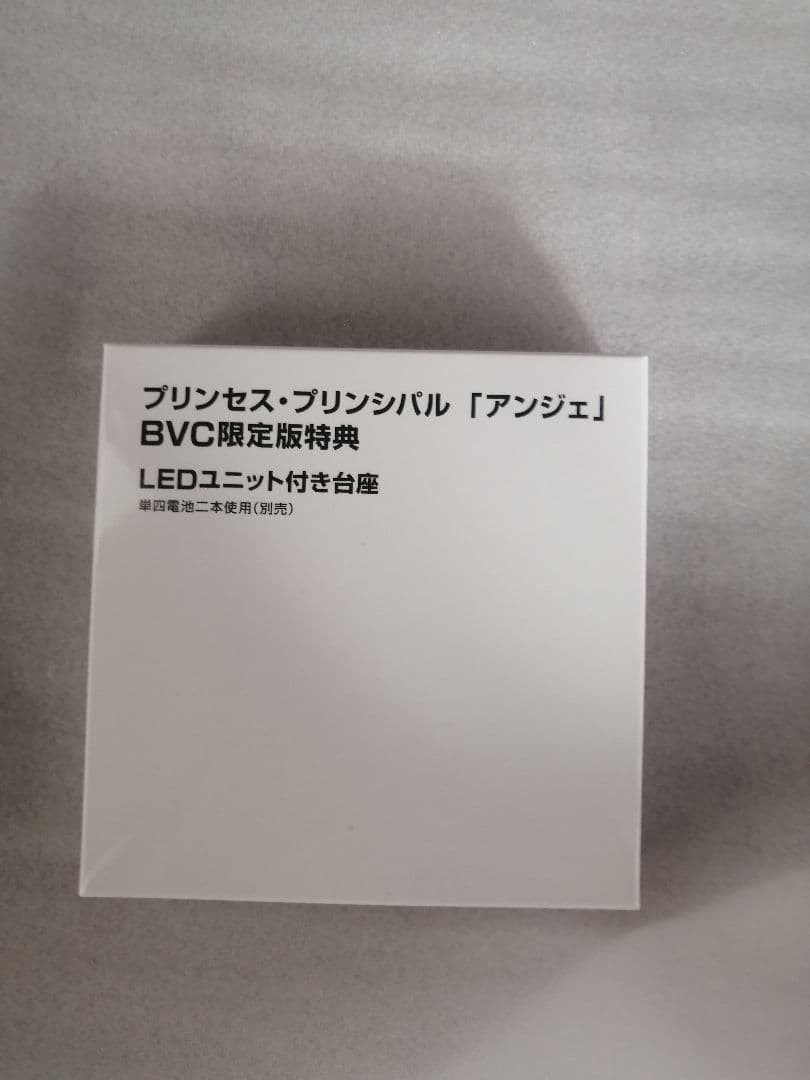 プリンセス・プリンシパル 「アンジェ」
BVC限定版特典
LEDユニット付き台座
単四電池二本使用(別売)